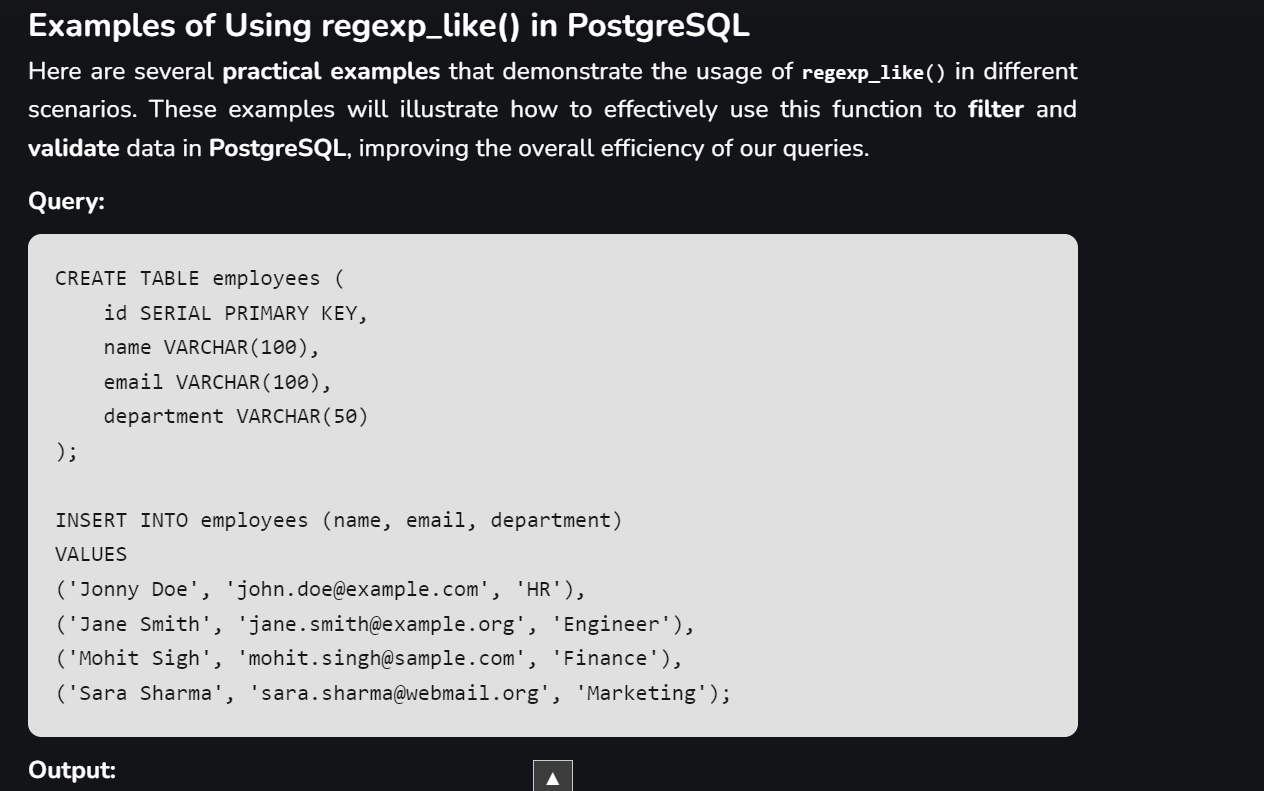 Examples of Using regexp_like() in PostgreSQL
Here are several practical examples that demonstrate the usage of regexp_like() in different
scenarios. These examples will illustrate how to effectively use this function to filter and
validate data in PostgreSQL, improving the overall efficiency of our queries.
Query:
CREATE TABLE employees (
    id SERIAL PRIMARY KEY,
    name VARCHAR(100),
    email VARCHAR(100),
    department VARCHAR(50)
);
INSERT INTO employees (name, email, department)
VALUES
('Jonny Doe', 'john.doe@example.com', 'HR'),
('Jane Smith', 'jane.smith@example.org', 'Engineer'),
('Mohit Sigh', 'mohit.singh@sample.com', 'Finance'),
('Sara Sharma', 'sara.sharma@webmail.org', 'Marketing');
Output: